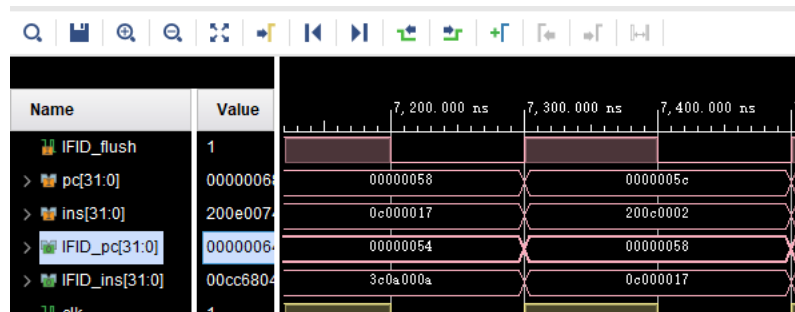 7,200.000 ns 7,300.000 ns 7,400.000 ns
Name Value
IFID_flush 1
pc[31:0] 00000068 00000058 0000005c
ins[31:0] 200e0074 0c000017 200c0002
IFID_pc[31:0] 00000064 00000054 00000058
IFID_ins[31:0] 00cc6804 3c0a000a 0c000017
clk 1